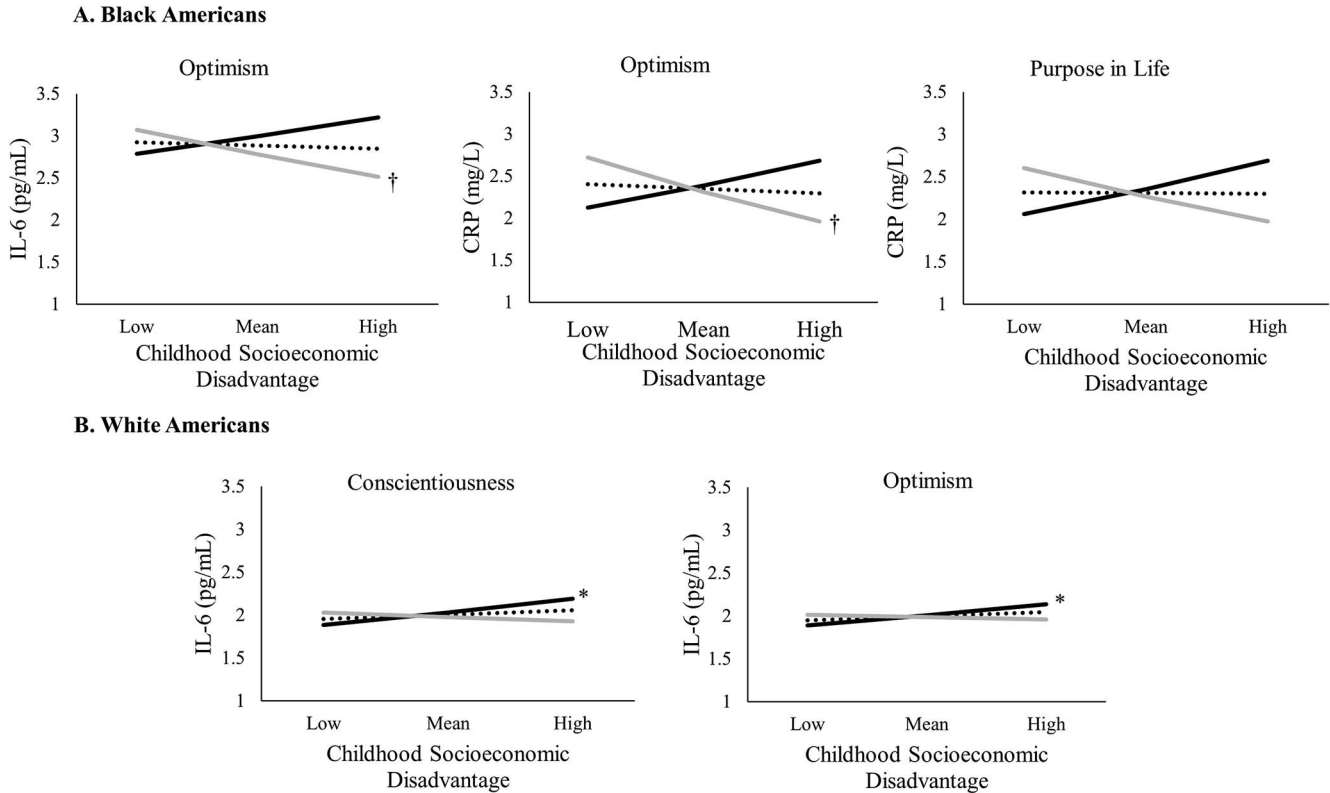 A. Black Americans
Optimism
3.5
3
2.5
2
1.5
1
IL-6 (pg/mL)
†
Low Mean High
Childhood Socioeconomic
Disadvantage
Optimism
3.5
3
2.5
2
1.5
1
CRP (mg/L)
†
Low Mean High
Childhood Socioeconomic
Disadvantage
Purpose in Life
3.5
3
2.5
2
1.5
1
CRP (mg/L)
Low Mean High
Childhood Socioeconomic
Disadvantage
B. White Americans
Conscientiousness
3.5
3
2.5
2
1.5
1
IL-6 (pg/mL)
*
Low Mean High
Childhood Socioeconomic
Disadvantage
Optimism
3.5
3
2.5
2
1.5
1
IL-6 (pg/mL)
*
Low Mean High
Childhood Socioeconomic
Disadvantage